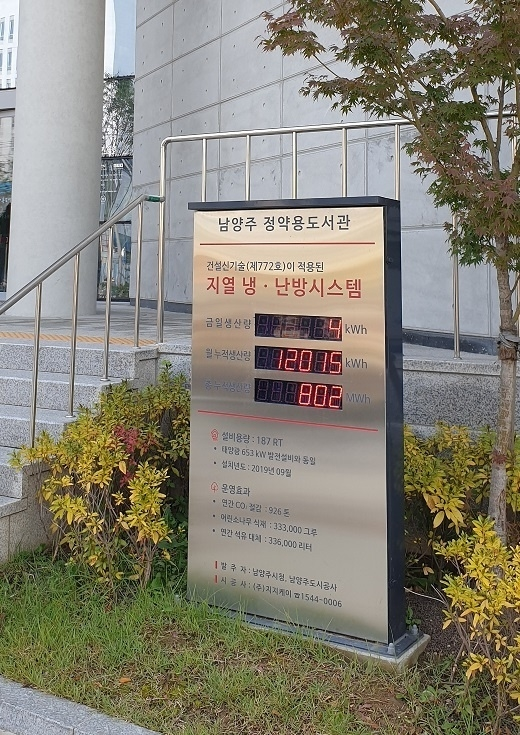 남양주 정약용도서관
건설신기술(제772호)이 적용된
지열 냉·난방시스템
금일생산량 4 kWh
월 누적생산량 12015 kWh
총 누적생산량 802 MWh
설비용량 : 187 RT
• 태양광 653 kW 발전설비와 동일
• 설치년도 : 2019년 09월
운영효과
• 연간 CO₂ 절감 : 926 톤
• 어린소나무 식재 : 333,000 그루
• 연간 석유 대체 : 336,000 리터
발 주 자 : 남양주시청, 남양주도시공사
시 공 사 : (주)지지케이 ☎1544-0006